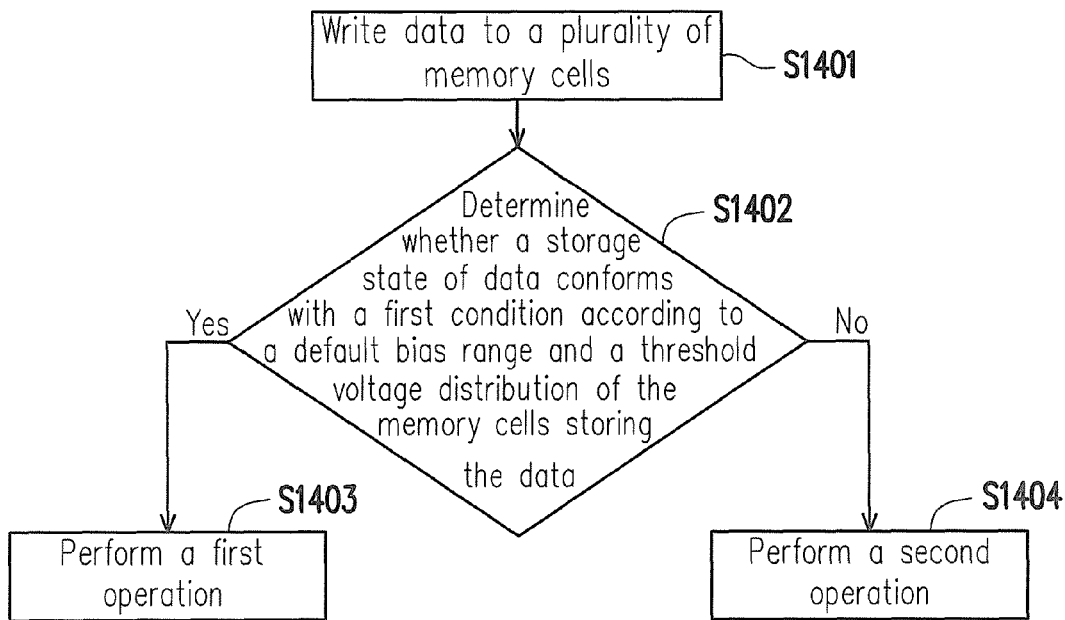 Write data to a plurality of
memory cells
S1401
Determine
whether a storage
state of data conforms
with a first condition according to
a default bias range and a threshold
voltage distribution of the
memory cells storing
the data
S1402
Yes
No
S1403
Perform a first
operation
S1404
Perform a second
operation